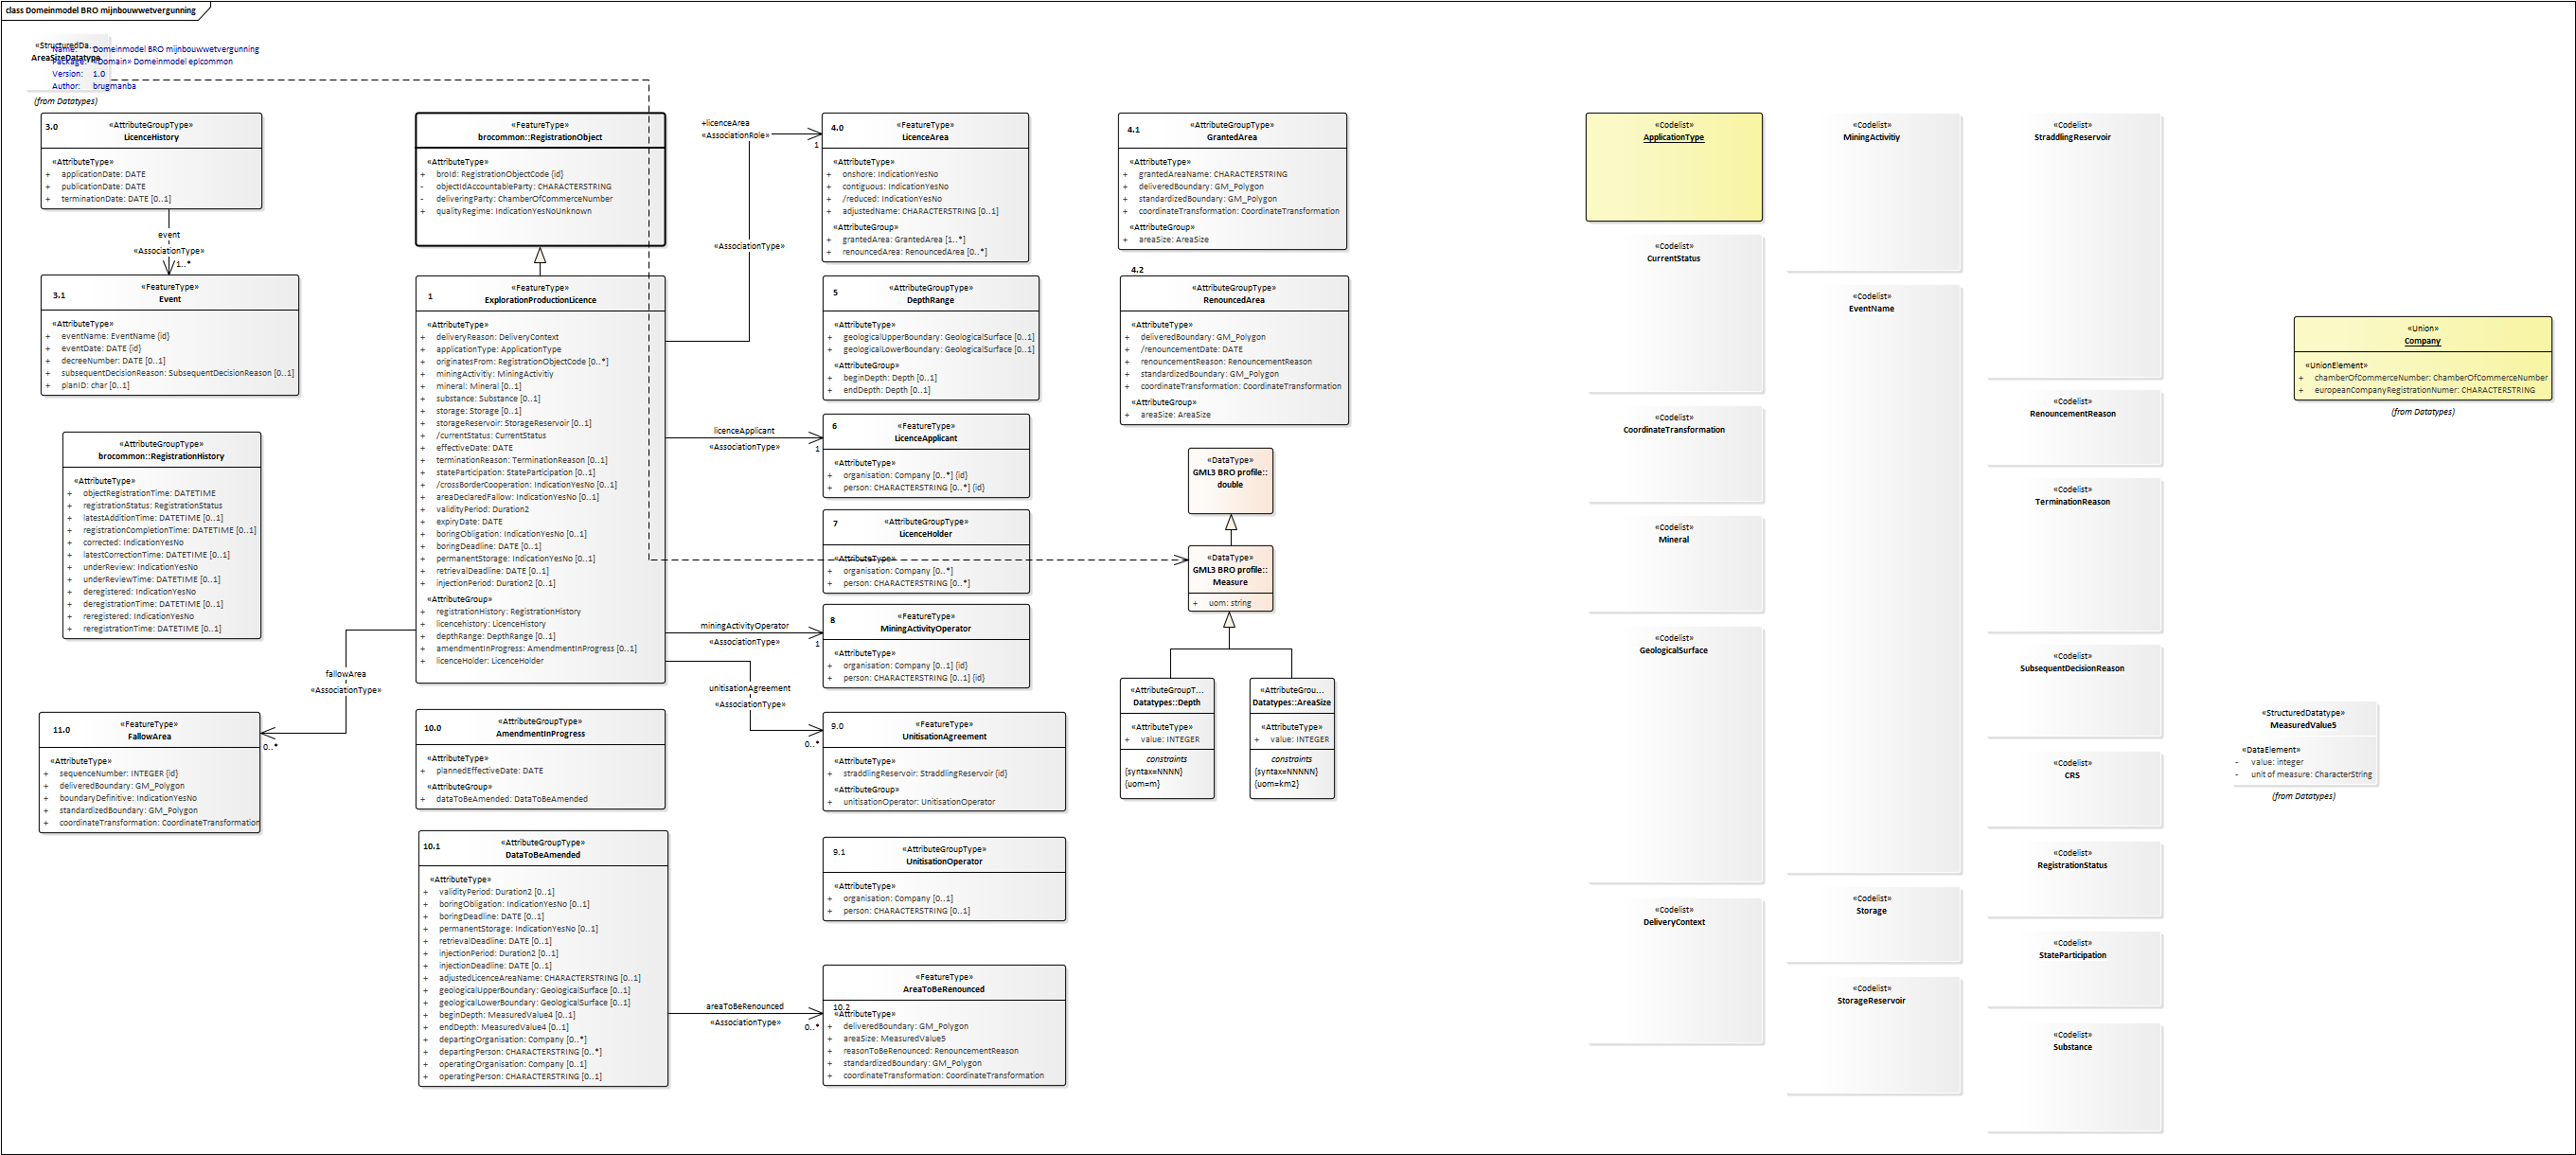 class Domeinmodel BRO mijnbouwwetvergunning
«StructuredDa...
AreaSizeDatatype
Name: Domeinmodel BRO mijnbouwwetvergunning
Package: «Domain» Domeinmodel eplcommon
Version: 1.0
Author: brugmanba
(from Datatypes)
3.0
«AttributeGroupType»
LicenceHistory
«AttributeType»
+ applicationDate: DATE
+ publicationDate: DATE
+ terminationDate: DATE [0..1]
event
«AssociationType»
1..*
3.1
«FeatureType»
Event
«AttributeType»
+ eventName: EventName {id}
+ eventDate: DATE {id}
+ decreeNumber: DATE [0..1]
+ subsequentDecisionReason: SubsequentDecisionReason [0..1]
+ planID: char [0..1]
«AttributeGroupType»
brocommon::RegistrationHistory
«AttributeType»
+ objectRegistrationTime: DATETIME
+ registrationStatus: RegistrationStatus
+ latestAdditionTime: DATETIME [0..1]
+ registrationCompletionTime: DATETIME [0..1]
+ corrected: IndicationYesNo
+ latestCorrectionTime: DATETIME [0..1]
+ underReview: IndicationYesNo
+ underReviewTime: DATETIME [0..1]
+ deregistered: IndicationYesNo
+ deregistrationTime: DATETIME [0..1]
+ reregistered: IndicationYesNo
+ reregistrationTime: DATETIME [0..1]
fallowArea
«AssociationType»
0..*
11.0
«FeatureType»
FallowArea
«AttributeType»
+ sequenceNumber: INTEGER {id}
+ deliveredBoundary: GM_Polygon
+ boundaryDefinitive: IndicationYesNo
+ standardizedBoundary: GM_Polygon
+ coordinateTransformation: CoordinateTransformation
«FeatureType»
brocommon::RegistrationObject
«AttributeType»
+ broId: RegistrationObjectCode {id}
- objectIdAccountableParty: CHARACTERSTRING
- deliveringParty: ChamberOfCommerceNumber
+ qualityRegime: IndicationYesNoUnknown
1
«FeatureType»
ExplorationProductionLicence
«AttributeType»
+ deliveryReason: DeliveryContext
+ applicationType: ApplicationType
+ originatesFrom: RegistrationObjectCode [0..*]
+ miningActivitiy: MiningActivitiy
+ mineral: Mineral [0..1]
+ substance: Substance [0..1]
+ storage: Storage [0..1]
+ storageReservoir: StorageReservoir [0..1]
+ /currentStatus: CurrentStatus
+ effectiveDate: DATE
+ terminationReason: TerminationReason [0..1]
+ stateParticipation: StateParticipation [0..1]
+ /crossBorderCooperation: IndicationYesNo [0..1]
+ areaDeclaredFallow: IndicationYesNo [0..1]
+ validityPeriod: Duration2
+ expiryDate: DATE
+ boringObligation: IndicationYesNo [0..1]
+ boringDeadline: DATE [0..1]
+ permanentStorage: IndicationYesNo [0..1]
+ retrievalDeadline: DATE [0..1]
+ injectionPeriod: Duration2 [0..1]
«AttributeGroup»
+ registrationHistory: RegistrationHistory
+ licencehistory: LicenceHistory
+ depthRange: DepthRange [0..1]
+ amendmentInProgress: AmendmentInProgress [0..1]
+ licenceHolder: LicenceHolder
10.0
«AttributeGroupType»
AmendmentInProgress
«AttributeType»
+ plannedEffectiveDate: DATE
«AttributeGroup»
+ dataToBeAmended: DataToBeAmended
10.1
«AttributeGroupType»
DataToBeAmended
«AttributeType»
+ validityPeriod: Duration2 [0..1]
+ boringObligation: IndicationYesNo [0..1]
+ boringDeadline: DATE [0..1]
+ permanentStorage: IndicationYesNo [0..1]
+ retrievalDeadline: DATE [0..1]
+ injectionPeriod: Duration2 [0..1]
+ injectionDeadline: DATE [0..1]
+ adjustedLicenceAreaName: CHARACTERSTRING [0..1]
+ geologicalUpperBoundary: GeologicalSurface [0..1]
+ geologicalLowerBoundary: GeologicalSurface [0..1]
+ beginDepth: MeasuredValue4 [0..1]
+ endDepth: MeasuredValue4 [0..1]
+ departingOrganisation: Company [0..*]
+ departingPerson: CHARACTERSTRING [0..*]
+ operatingOrganisation: Company [0..1]
+ operatingPerson: CHARACTERSTRING [0..1]
+licenceArea
«AssociationRole»
1
«AssociationType»
licenceApplicant
«AssociationType»
1
miningActivityOperator
«AssociationType»
1
unitisationAgreement
«AssociationType»
0..*
areaToBeRenounced
«AssociationType»
0..*
4.0
«FeatureType»
LicenceArea
«AttributeType»
+ onshore: IndicationYesNo
+ contiguous: IndicationYesNo
+ /reduced: IndicationYesNo
+ adjustedName: CHARACTERSTRING [0..1]
«AttributeGroup»
+ grantedArea: GrantedArea [1..*]
+ renouncedArea: RenouncedArea [0..*]
5
«AttributeGroupType»
DepthRange
«AttributeType»
+ geologicalUpperBoundary: GeologicalSurface [0..1]
+ geologicalLowerBoundary: GeologicalSurface [0..1]
«AttributeGroup»
+ beginDepth: Depth [0..1]
+ endDepth: Depth [0..1]
6
«FeatureType»
LicenceApplicant
«AttributeType»
+ organisation: Company [0..*] {id}
+ person: CHARACTERSTRING [0..*] {id}
7
«AttributeGroupType»
LicenceHolder
«AttributeType»
+ organisation: Company [0..*]
+ person: CHARACTERSTRING [0..*]
8
«FeatureType»
MiningActivityOperator
«AttributeType»
+ organisation: Company [0..1] {id}
+ person: CHARACTERSTRING [0..1] {id}
9.0
«FeatureType»
UnitisationAgreement
«AttributeType»
+ straddlingReservoir: StraddlingReservoir {id}
«AttributeGroup»
+ unitisationOperator: UnitisationOperator
9.1
«AttributeGroupType»
UnitisationOperator
«AttributeType»
+ organisation: Company [0..1]
+ person: CHARACTERSTRING [0..1]
«FeatureType»
AreaToBeRenounced
10.2
«AttributeType»
+ deliveredBoundary: GM_Polygon
+ areaSize: MeasuredValue5
+ reasonToBeRenounced: RenouncementReason
+ standardizedBoundary: GM_Polygon
+ coordinateTransformation: CoordinateTransformation
4.1
«AttributeGroupType»
GrantedArea
«AttributeType»
+ grantedAreaName: CHARACTERSTRING
+ deliveredBoundary: GM_Polygon
+ standardizedBoundary: GM_Polygon
+ coordinateTransformation: CoordinateTransformation
«AttributeGroup»
+ areaSize: AreaSize
4.2
«AttributeGroupType»
RenouncedArea
«AttributeType»
+ deliveredBoundary: GM_Polygon
+ /renouncementDate: DATE
+ renouncementReason: RenouncementReason
+ standardizedBoundary: GM_Polygon
+ coordinateTransformation: CoordinateTransformation
«AttributeGroup»
+ areaSize: AreaSize
«DataType»
GML3 BRO profile::
double
«DataType»
GML3 BRO profile::
Measure
+ uom: string
«AttributeGroupT...
Datatypes::Depth
«AttributeType»
+ value: INTEGER
constraints
{syntax=NNNN}
{uom=m}
«AttributeGrou...
Datatypes::AreaSize
«AttributeType»
+ value: INTEGER
constraints
{syntax=NNNNN}
{uom=km2}
«Codelist»
ApplicationType
«Codelist»
CurrentStatus
«Codelist»
CoordinateTransformation
«Codelist»
Mineral
«Codelist»
GeologicalSurface
«Codelist»
DeliveryContext
«Codelist»
MiningActivitiy
«Codelist»
EventName
«Codelist»
Storage
«Codelist»
StorageReservoir
«Codelist»
StraddlingReservoir
«Codelist»
RenouncementReason
«Codelist»
TerminationReason
«Codelist»
SubsequentDecisionReason
«Codelist»
CRS
«Codelist»
RegistrationStatus
«Codelist»
StateParticipation
«Codelist»
Substance
«Union»
Company
«UnionElement»
+ chamberOfCommerceNumber: ChamberOfCommerceNumber
+ europeanCompanyRegistrationNumer: CHARACTERSTRING
(from Datatypes)
«StructuredDatatype»
MeasuredValue5
«DataElement»
- value: integer
- unit of measure: CharacterString
(from Datatypes)